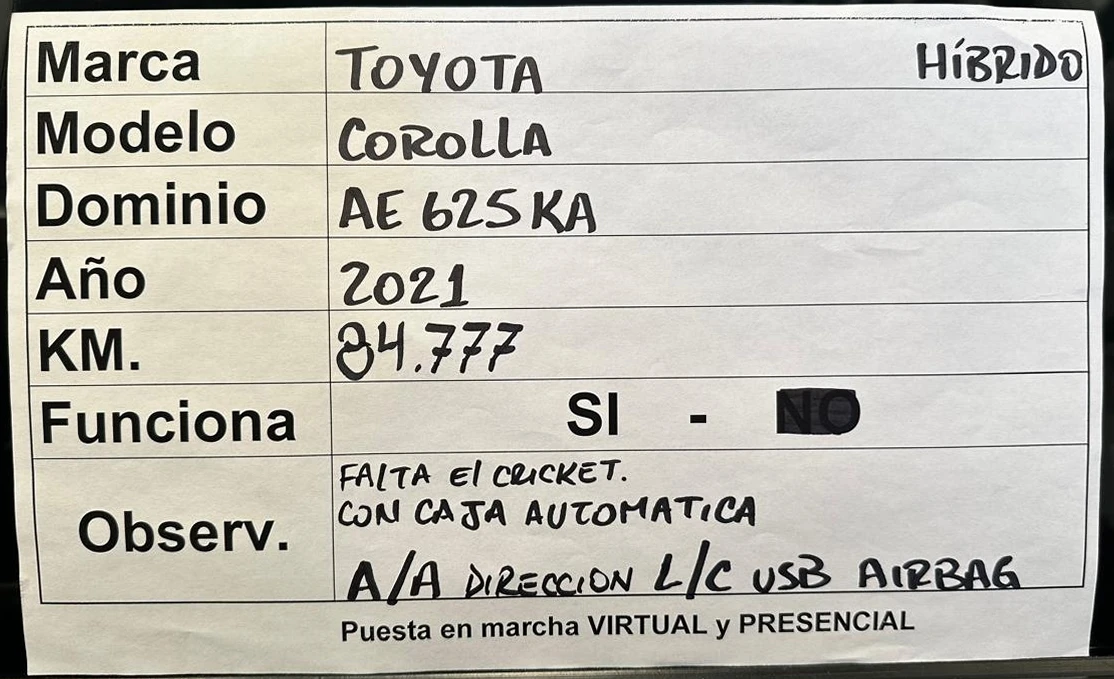 Marca TOYOTA HÍBRIDO
Modelo COROLLA
Dominio AE 625 KA
Año 2021
KM. 84.777
Funciona SI - NO
FALTA El CRICKET.
CON CAJA AUTOMATICA
Observ.
A/A DIRECCION L/C USB AIRBAG
Puesta en marcha VIRTUAL y PRESENCIAL